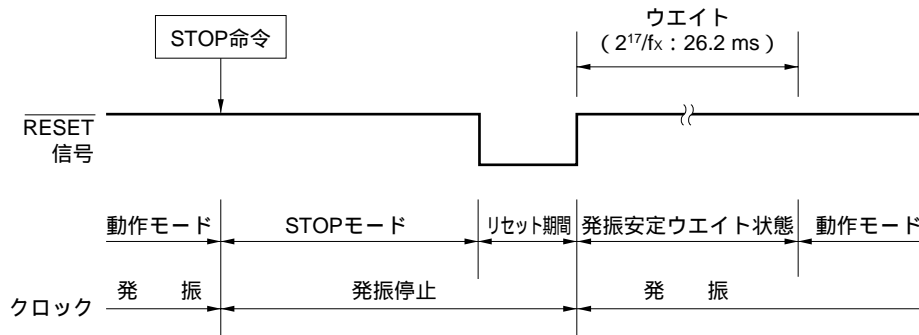 ウエイト
(2¹⁷/fx : 26.2 ms)
STOP命令
RESET
信号
動作モード STOPモード リセット期間 発振安定ウエイト状態 動作モード
クロック 発 振 発振停止 発 振